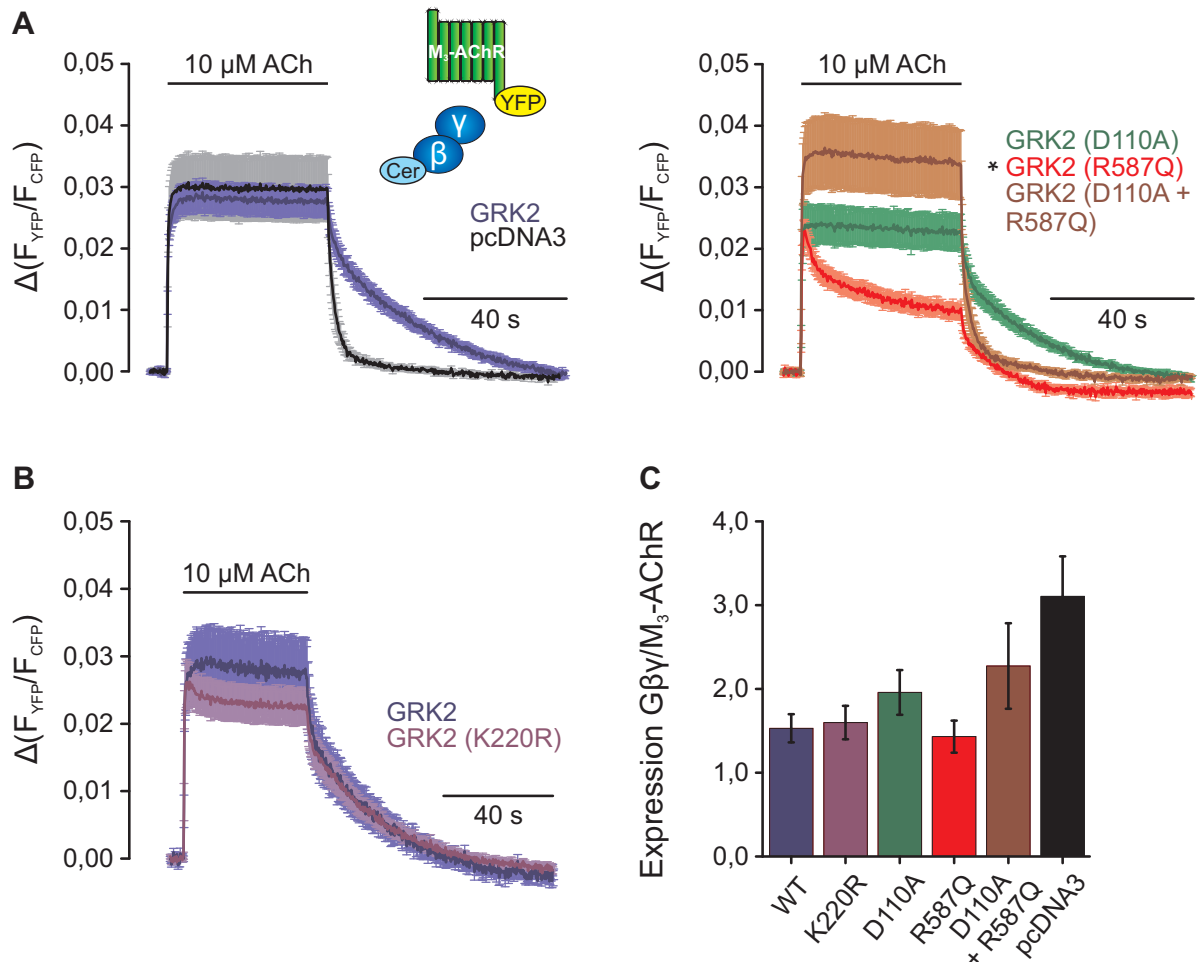 A
10 µM ACh
M3-AChR
YFP
γ
β
Cer
0,05
0,04
0,03
0,02
0,01
0,00
Δ(FYFP/FCFP)
GRK2
pcDNA3
40 s
10 µM ACh
0,05
0,04
0,03
0,02
0,01
0,00
Δ(FYFP/FCFP)
GRK2 (D110A)
* GRK2 (R587Q)
GRK2 (D110A +
R587Q)
40 s
B
10 µM ACh
0,05
0,04
0,03
0,02
0,01
0,00
Δ(FYFP/FCFP)
GRK2
GRK2 (K220R)
40 s
C
Expression Gβγ/M3-AChR
4,0
3,0
2,0
1,0
0,0
WT
K220R
D110A
R587Q
D110A
+ R587Q
pcDNA3